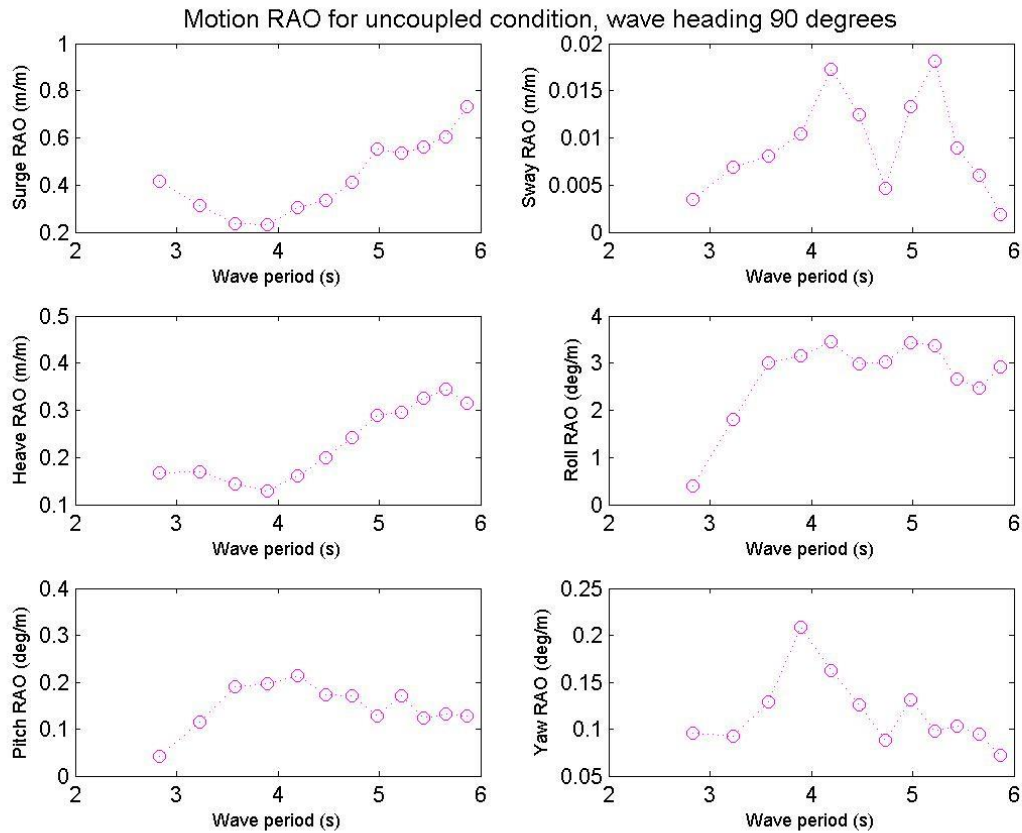 Motion RAO for uncoupled condition, wave heading 90 degrees
Surge RAO (m/m)
1
0.8
0.6
0.4
0.2
2 3 4 5 6
Wave period (s)
Sway RAO (m/m)
0.02
0.015
0.01
0.005
0
2 3 4 5 6
Wave period (s)
Heave RAO (m/m)
0.5
0.4
0.3
0.2
0.1
2 3 4 5 6
Wave period (s)
Roll RAO (deg/m)
4
3
2
1
0
2 3 4 5 6
Wave period (s)
Pitch RAO (deg/m)
0.4
0.3
0.2
0.1
0
2 3 4 5 6
Wave period (s)
Yaw RAO (deg/m)
0.25
0.2
0.15
0.1
0.05
2 3 4 5 6
Wave period (s)